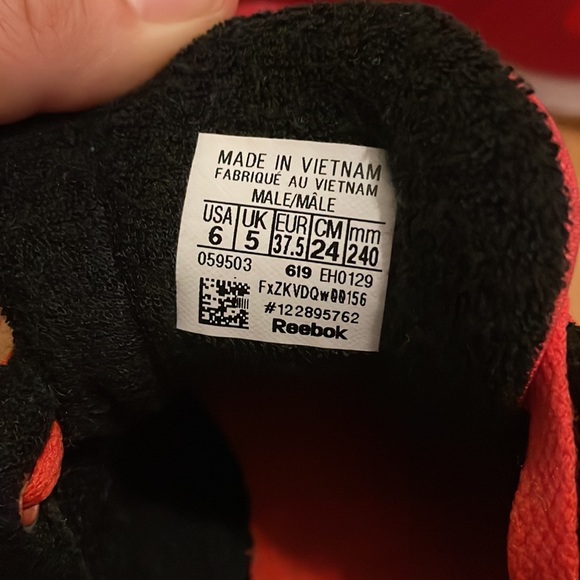 MADE IN VIETNAM
FABRIQUÉ AU VIETNAM
MALE/MÂLE
USA UK EUR CM mm
6 5 37.5 24 240
059503 619 EH0129
FxZKVDQw00156
#122895762
Reebok